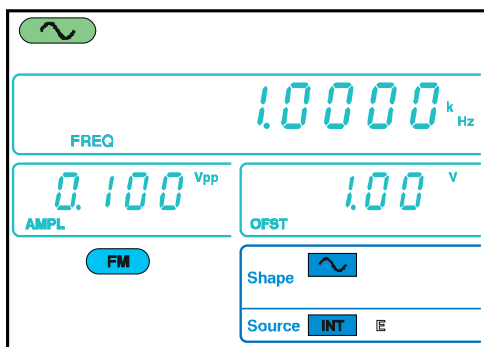 1.0000 k Hz
FREQ
0.100 Vpp
AMPL
1.00 V
OFST
FM
Shape
Source INT E